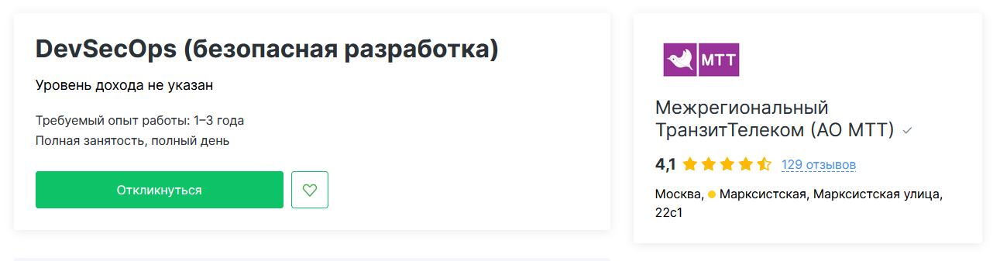 DevSecOps (безопасная разработка)
Уровень дохода не указан
Требуемый опыт работы: 1–3 года
Полная занятость, полный день
Откликнуться
МТТ
Межрегиональный
ТранзитТелеком (АО МТТ)
4,1 129 отзывов
Москва, Марксистская, Марксистская улица,
22с1